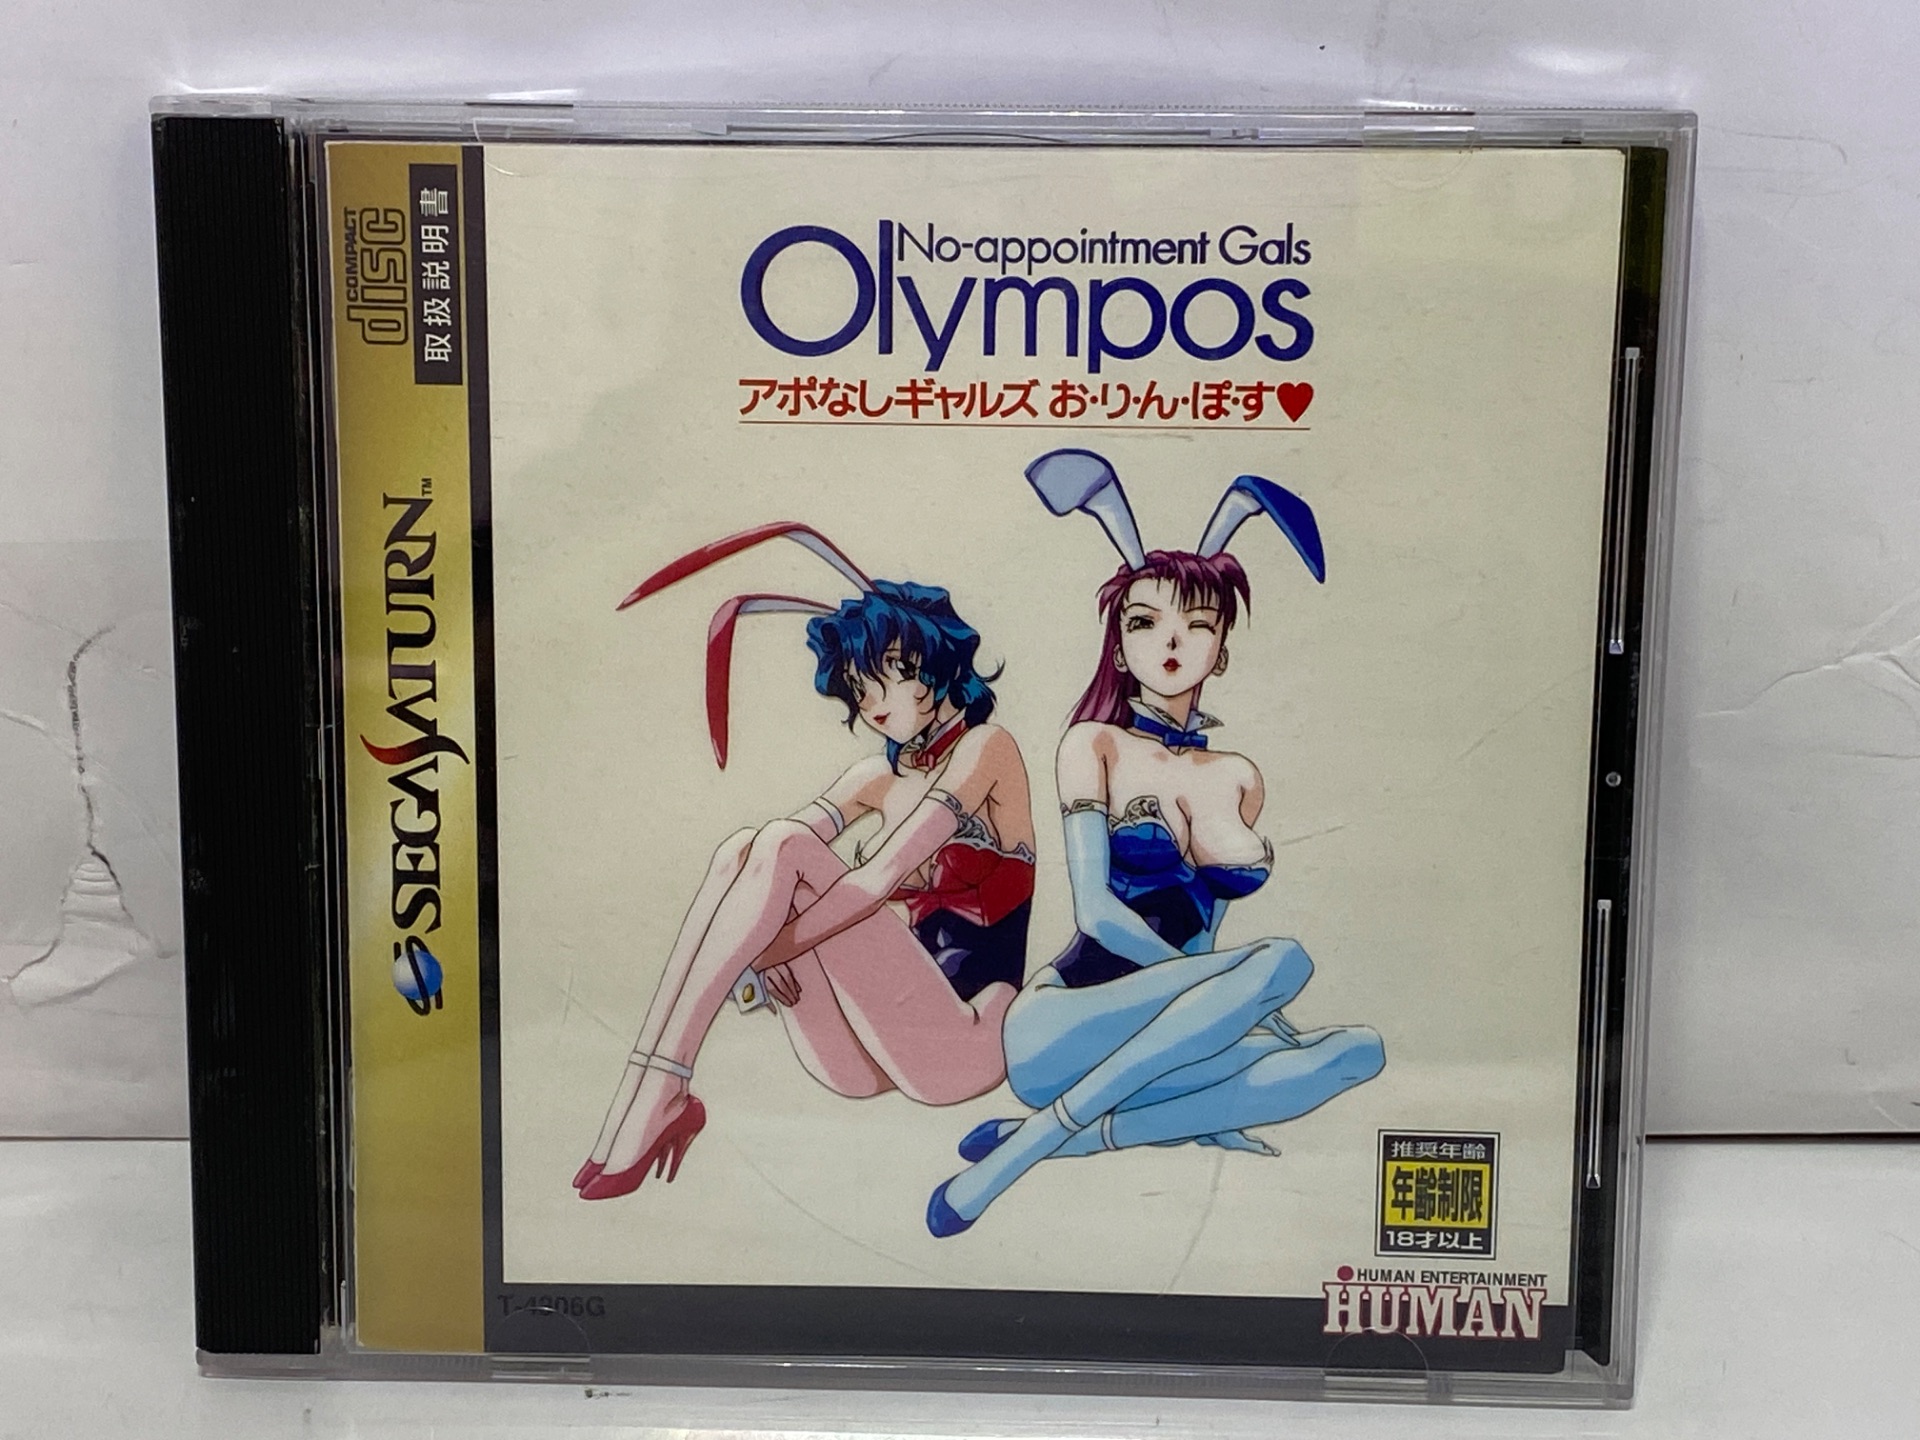 COMPACT
disc
取扱説明書
SEGA SATURN™
No-appointment Gals
Olympos
アポなしギャルズ お・り・ん・ぽ・す♥
推奨年齢
年齢制限
18才以上
T-4306G
HUMAN ENTERTAINMENT
HUMAN